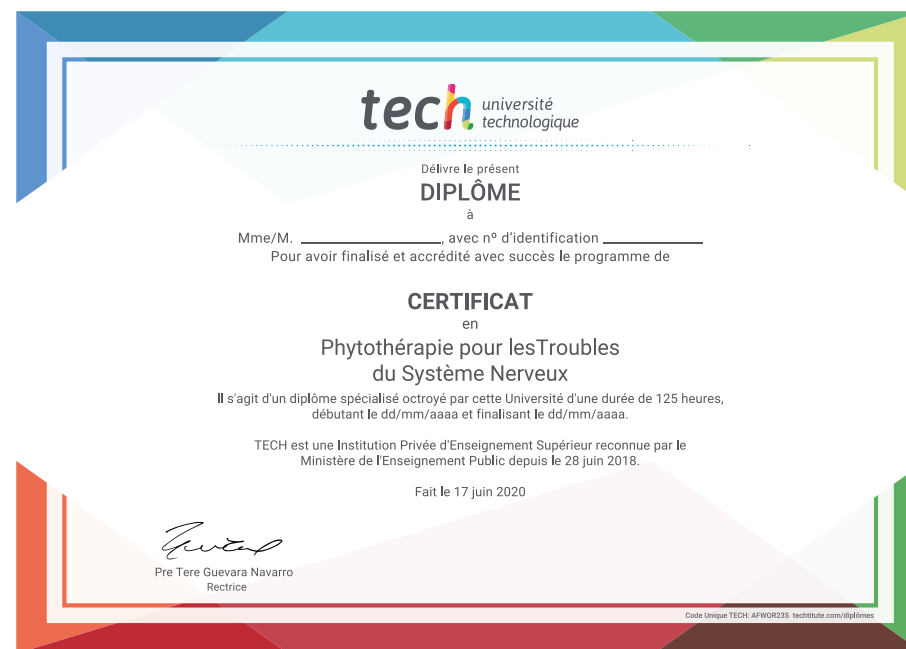 tech université
technologique
Délivre le présent
DIPLÔME
à
Mme/M. ____________________, avec nº d'identification ______________
Pour avoir finalisé et accrédité avec succès le programme de
CERTIFICAT
en
Phytothérapie pour lesTroubles
du Système Nerveux
Il s'agit d'un diplôme spécialisé octroyé par cette Université d'une durée de 125 heures,
débutant le dd/mm/aaaa et finalisant le dd/mm/aaaa.
TECH est une Institution Privée d'Enseignement Supérieur reconnue par le
Ministère de l'Enseignement Public depuis le 28 juin 2018.
Fait le 17 juin 2020
Pre Tere Guevara Navarro
Rectrice
Code Unique TECH: AFWOR23S techtitute.com/diplômes